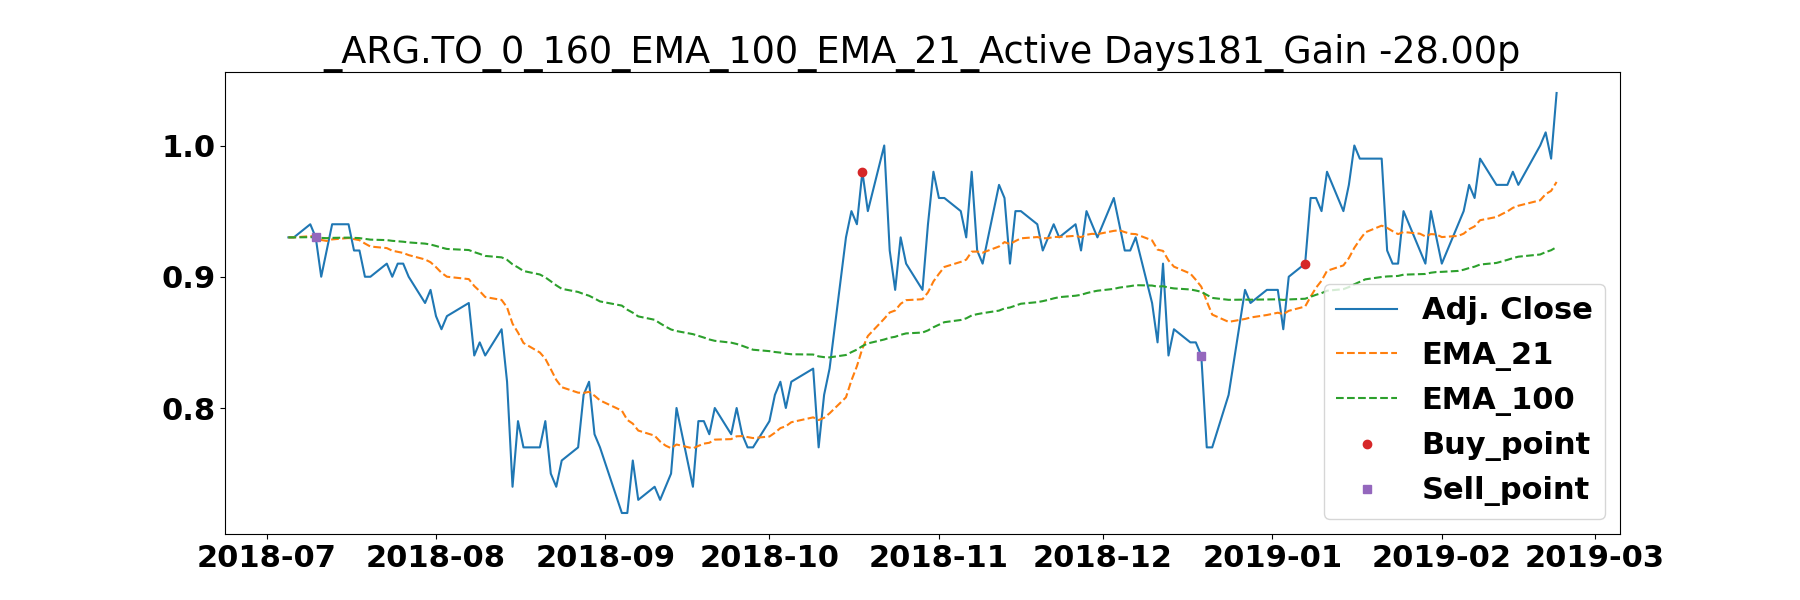 _ARG.TO_0_160_EMA_100_EMA_21_Active Days181_Gain -28.00p
1.0
0.9
0.8
Adj. Close
EMA_21
EMA_100
Buy_point
Sell_point
2018-07 2018-08 2018-09 2018-10 2018-11 2018-12 2019-01 2019-02 2019-03